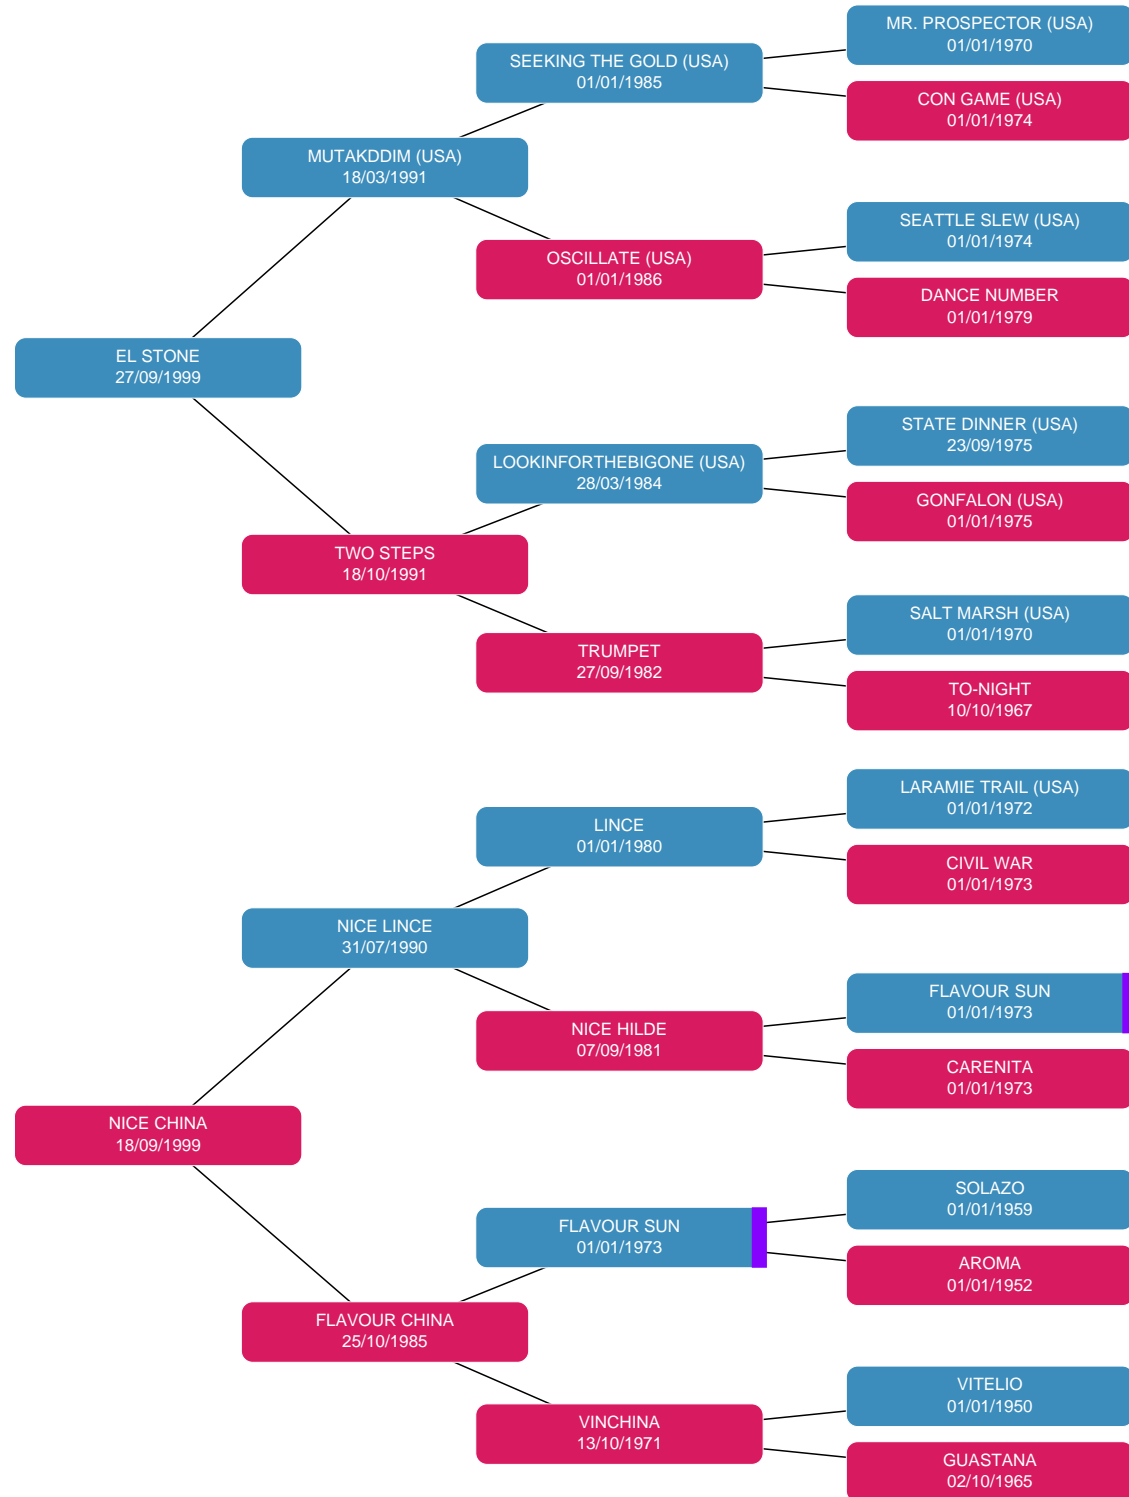 MR. PROSPECTOR (USA)
01/01/1970
SEEKING THE GOLD (USA)
01/01/1985
CON GAME (USA)
01/01/1974
MUTAKDDIM (USA)
18/03/1991
SEATTLE SLEW (USA)
01/01/1974
OSCILLATE (USA)
01/01/1986
DANCE NUMBER
01/01/1979
EL STONE
27/09/1999
STATE DINNER (USA)
23/09/1975
LOOKINFORTHEBIGONE (USA)
28/03/1984
GONFALON (USA)
01/01/1975
TWO STEPS
18/10/1991
SALT MARSH (USA)
01/01/1970
TRUMPET
27/09/1982
TO-NIGHT
10/10/1967
LARAMIE TRAIL (USA)
01/01/1972
LINCE
01/01/1980
CIVIL WAR
01/01/1973
NICE LINCE
31/07/1990
FLAVOUR SUN
01/01/1973
NICE HILDE
07/09/1981
CARENITA
01/01/1973
NICE CHINA
18/09/1999
SOLAZO
01/01/1959
FLAVOUR SUN
01/01/1973
AROMA
01/01/1952
FLAVOUR CHINA
25/10/1985
VITELIO
01/01/1950
VINCHINA
13/10/1971
GUASTANA
02/10/1965